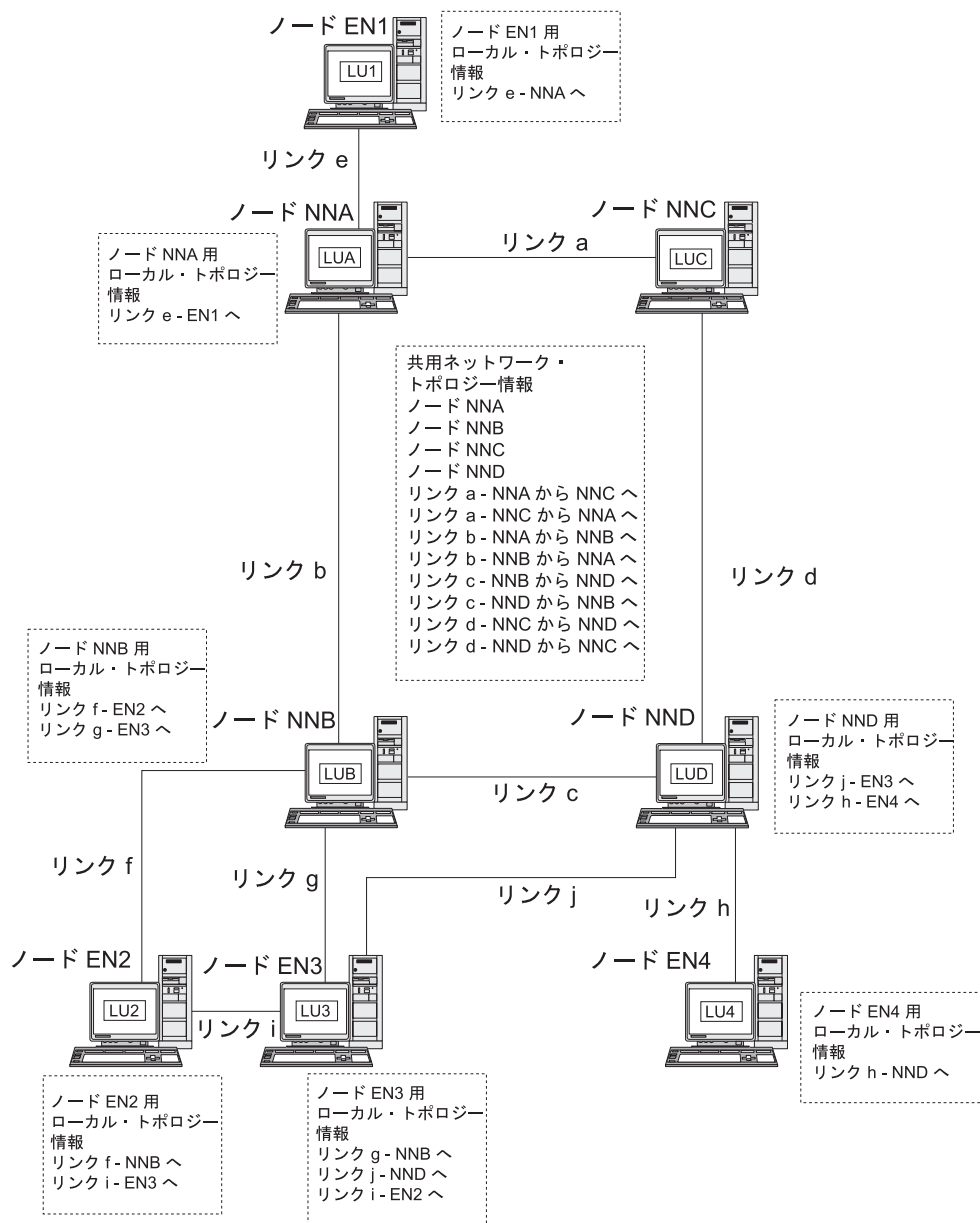 ノード EN1
LU1
ノード EN1 用
ローカル・トポロジー
情報
リンク e - NNA へ
リンク e
ノード NNA
LUA
ノード NNA 用
ローカル・トポロジー
情報
リンク e - EN1 へ
リンク a
ノード NNC
LUC
共用ネットワーク・
トポロジー情報
ノード NNA
ノード NNB
ノード NNC
ノード NND
リンク a - NNA から NNC へ
リンク a - NNC から NNA へ
リンク b - NNA から NNB へ
リンク b - NNB から NNA へ
リンク c - NNB から NND へ
リンク c - NND から NNB へ
リンク d - NNC から NND へ
リンク d - NND から NNC へ
リンク b
リンク d
ノード NNB 用
ローカル・トポロジー
情報
リンク f - EN2 へ
リンク g - EN3 へ
ノード NNB
LUB
リンク c
ノード NND
LUD
ノード NND 用
ローカル・トポロジー
情報
リンク j - EN3 へ
リンク h - EN4 へ
リンク f
リンク g
リンク j
リンク h
ノード EN2
LU2
リンク i
ノード EN3
LU3
ノード EN4
LU4
ノード EN4 用
ローカル・トポロジー
情報
リンク h - NND へ
ノード EN2 用
ローカル・トポロジー
情報
リンク f - NNB へ
リンク i - EN3 へ
ノード EN3 用
ローカル・トポロジー
情報
リンク g - NNB へ
リンク j - NND へ
リンク i - EN2 へ